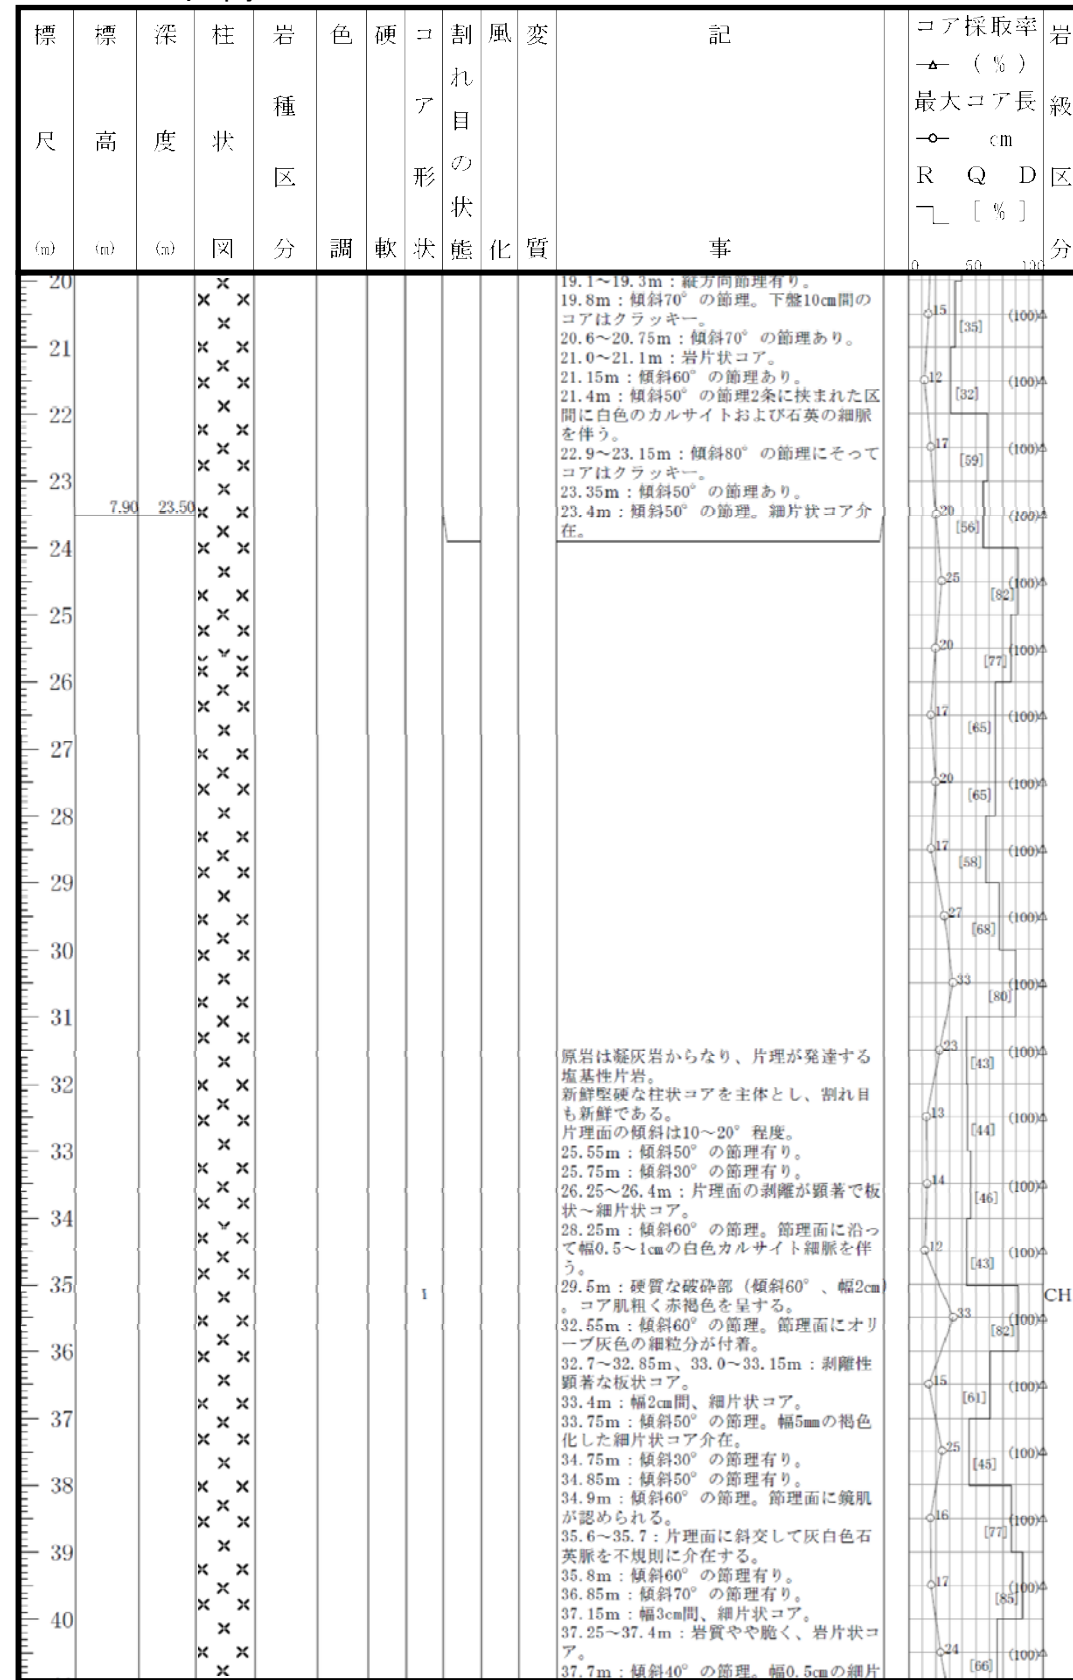 標尺(m)
標高(m)
深度(m)
柱状図
岩種区分
色調
硬軟
コア形状
割れ目の状態
風化
変質
記事
コア採取率
( % )
最大コア長
cm
R Q D
[ % ]
0 50 100
岩級区分
20
21
22
23
7.90 23.50
24
25
26
27
28
29
30
31
32
33
34
35
36
37
38
39
40
19.1～19.3m：縦方向節理有り。
19.8m：傾斜70°の節理。下盤10cm間の
コアはクラッキー。
20.6～20.75m：傾斜70°の節理あり。
21.0～21.1m：岩片状コア。
21.15m：傾斜60°の節理あり。
21.4m：傾斜50°の節理2条に挟まれた区
間に白色のカルサイトおよび石英の細脈
を伴う。
22.9～23.15m：傾斜80°の節理にそって
コアはクラッキー。
23.35m：傾斜50°の節理あり。
23.4m：傾斜50°の節理。細片状コア介
在。
原岩は凝灰岩からなり、片理が発達する
塩基性片岩。
新鮮堅硬な柱状コアを主体とし、割れ目
も新鮮である。
片理面の傾斜は10～20°程度。
25.55m：傾斜50°の節理有り。
25.75m：傾斜30°の節理有り。
26.25～26.4m：片理面の剥離が顕著で板
状～細片状コア。
28.25m：傾斜60°の節理。節理面に沿っ
て幅0.5～1cmの白色カルサイト細脈を伴
う。
29.5m：硬質な破砕部（傾斜60°、幅2cm）
。コア肌粗く赤褐色を呈する。
32.55m：傾斜60°の節理。節理面にオリ
ーブ灰色の細粒分が付着。
32.7～32.85m、33.0～33.15m：剥離性
顕著な板状コア。
33.4m：幅2cm間、細片状コア。
33.75m：傾斜50°の節理。幅5mmの褐色
化した細片状コア介在。
34.75m：傾斜30°の節理有り。
34.85m：傾斜50°の節理有り。
34.9m：傾斜60°の節理。節理面に鏡肌
が認められる。
35.6～35.7：片理面に斜交して灰白色石
英脈を不規則に介在する。
35.8m：傾斜60°の節理有り。
36.85m：傾斜70°の節理有り。
37.15m：幅3cm間、細片状コア。
37.25～37.4m：岩質やや脆く、岩片状コ
ア。
37.7m：傾斜40°の節理。幅0.5cmの細片
I
15 [35] (100)
12 [32] (100)
17 [59] (100)
20 [56] (100)
25 [82] (100)
20 [77] (100)
17 [65] (100)
20 [65] (100)
17 [58] (100)
27 [68] (100)
33 [80] (100)
23 [43] (100)
13 [44] (100)
14 [46] (100)
12 [43] (100)
33 [82] (100)
15 [61] (100)
25 [45] (100)
16 [77] (100)
17 [85] (100)
24 [66] (100)
CH